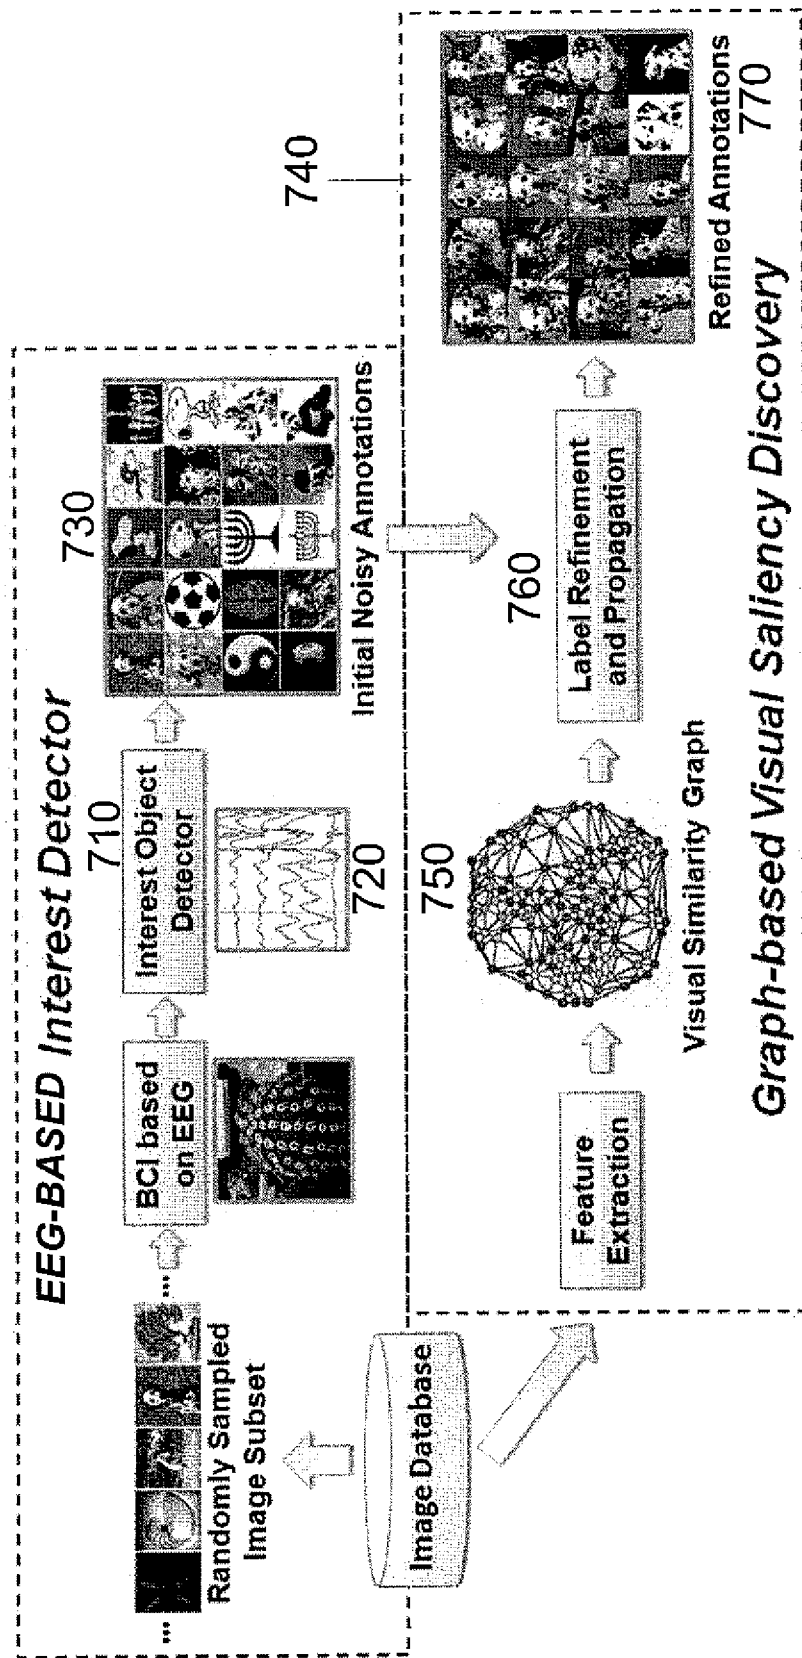 EEG-BASED Interest Detector
...
...
Randomly Sampled
Image Subset
BCI based
on EEG
710
Interest Object
Detector
720
730
Initial Noisy Annotations
Image Database
740
Feature
Extraction
750
Visual Similarity Graph
760
Label Refinement
and Propagation
Refined Annotations
770
Graph-based Visual Saliency Discovery